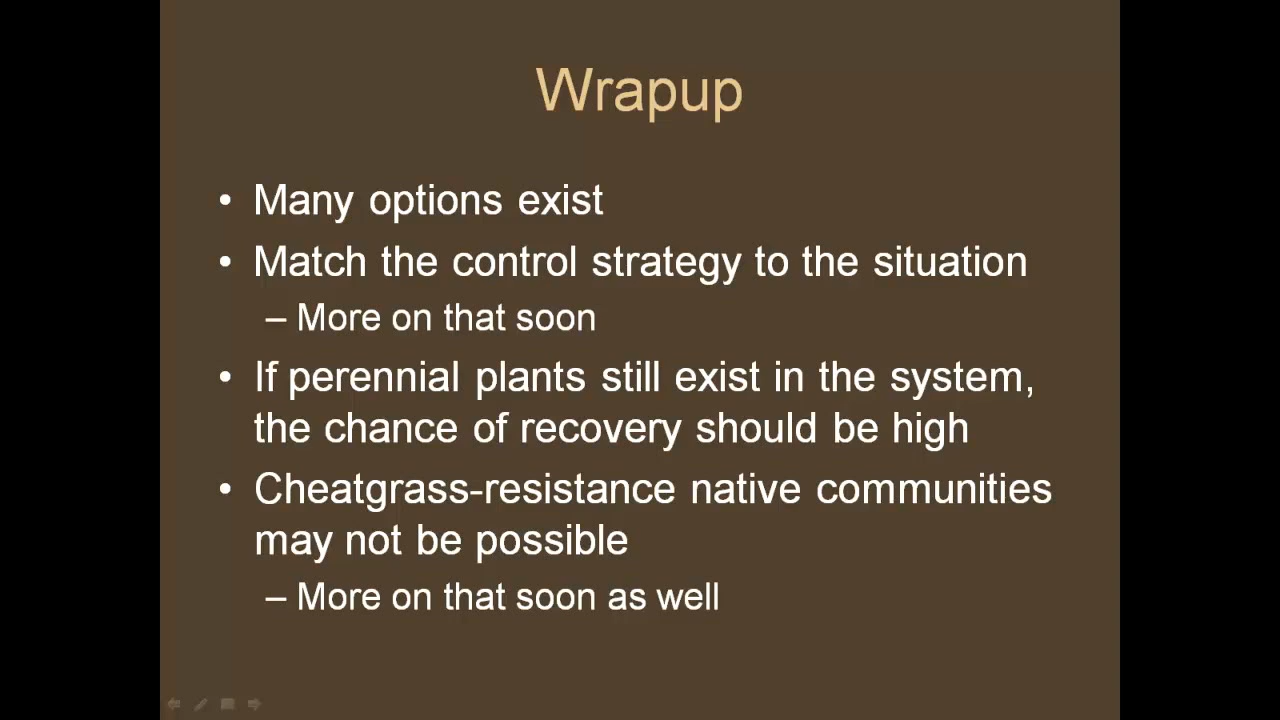 Wrapup
• Many options exist
• Match the control strategy to the situation
– More on that soon
• If perennial plants still exist in the system,
the chance of recovery should be high
• Cheatgrass-resistance native communities
may not be possible
– More on that soon as well